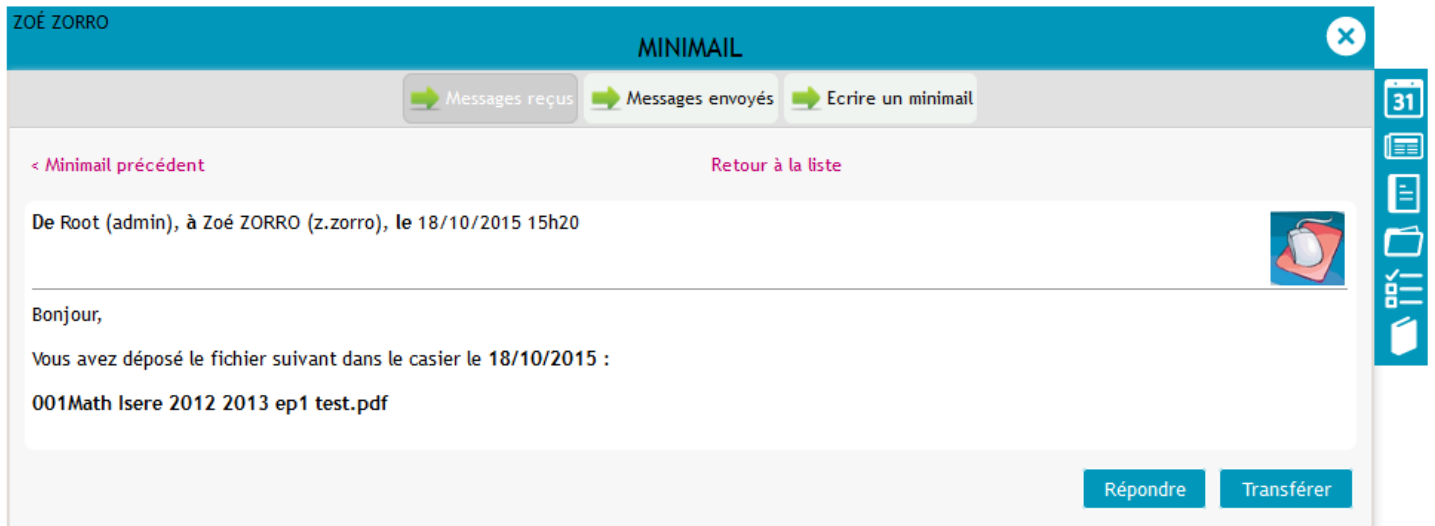 ZOÉ ZORRO
MINIMAIL
Messages reçus Messages envoyés Ecrire un minimail
31
< Minimail précédent Retour à la liste
De Root (admin), à Zoé ZORRO (z.zorro), le 18/10/2015 15h20
Bonjour,
Vous avez déposé le fichier suivant dans le casier le 18/10/2015 :
001Math Isere 2012 2013 ep1 test.pdf
Répondre Transférer